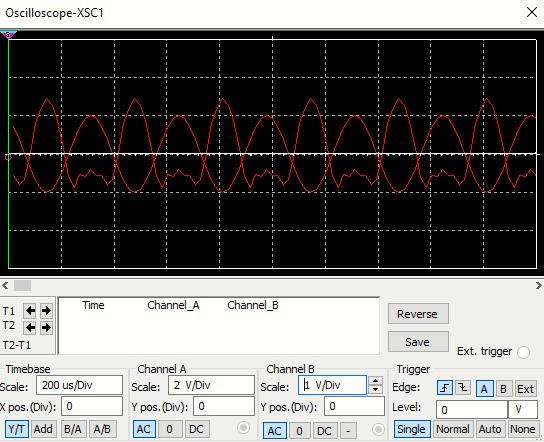 Oscilloscope-XSC1
Time Channel_A Channel_B
T1
T2
T2-T1
Reverse
Save
Ext. trigger
Timebase
Scale: 200 us/Div
X pos.(Div): 0
Y/T Add B/A A/B
Channel A
Scale: 2 V/Div
Y pos.(Div): 0
AC 0 DC
Channel B
Scale: 1 V/Div
Y pos.(Div): 0
AC 0 DC -
Trigger
Edge: A B Ext
Level: 0 V
Single Normal Auto None